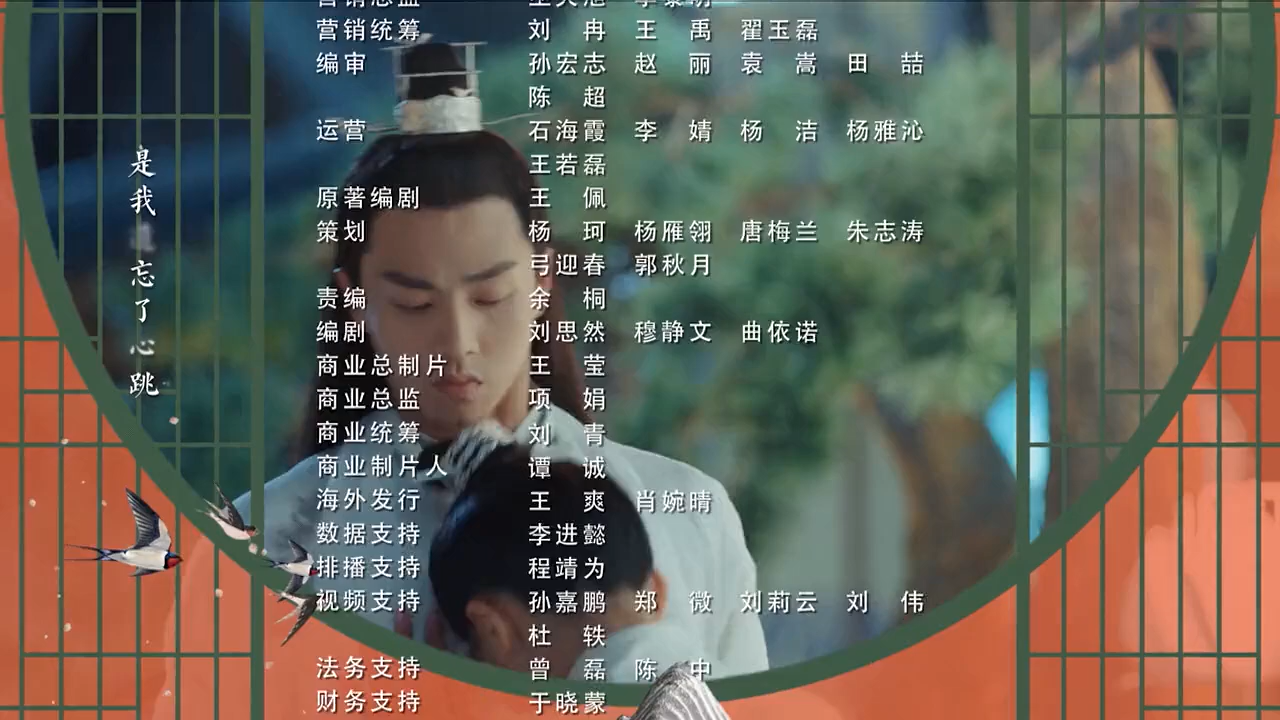 营销统筹 刘冉 王禹 翟玉磊
编审 孙宏志 赵丽 袁嵩 田喆
陈超
运营 石海霞 李婧 杨洁 杨雅沁
王若磊
原著编剧 王佩
策划 杨珂 杨雁翎 唐梅兰 朱志涛
弓迎春 郭秋月
责编 余桐
编剧 刘思然 穆静文 曲依诺
商业总制片 王莹
商业总监 项娟
商业统筹 刘青
商业制片人 谭诚
海外发行 王爽 肖婉晴
数据支持 李进懿
排播支持 程靖为
视频支持 孙嘉鹏 郑微 刘莉云 刘伟
杜轶
法务支持 曾磊 陈中
财务支持 于晓蒙
是我 忘了心跳